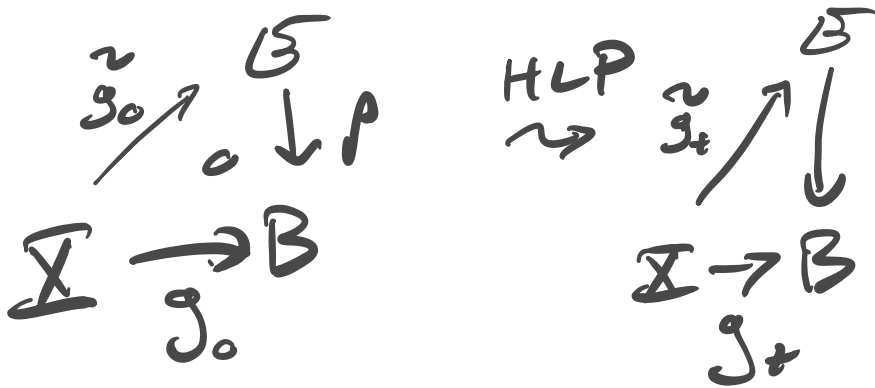 g̃₀ E HLP g̃ₜ E
p
X → B X → B
g₀ gₜ